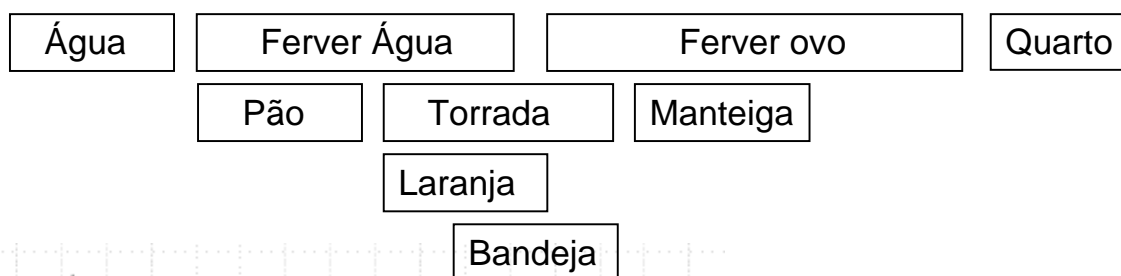 Água Ferver Água Ferver ovo Quarto
Pão Torrada Manteiga
Laranja
Bandeja